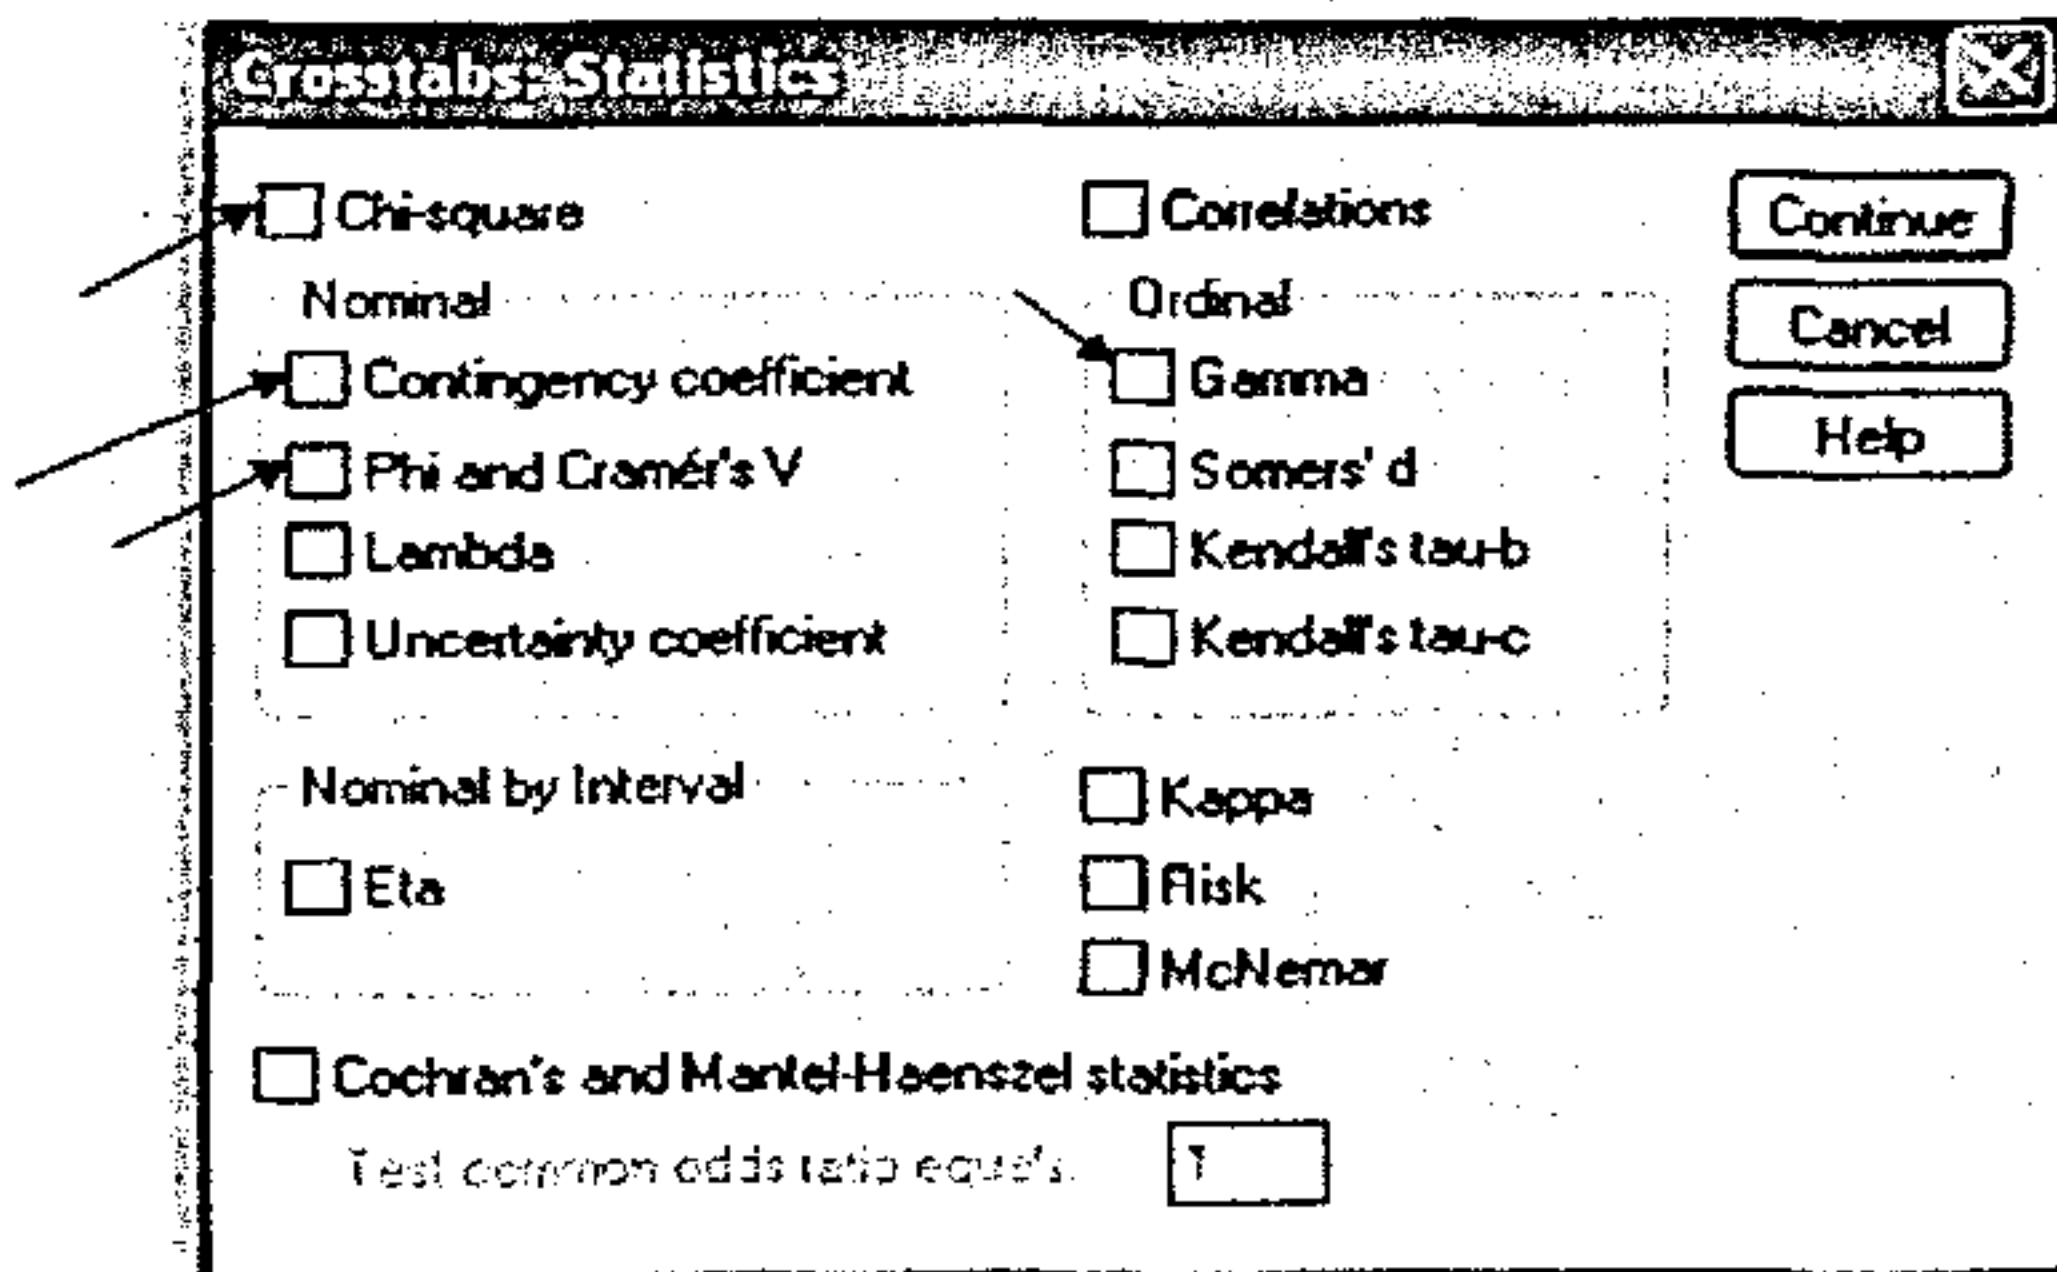 Crosstabs: Statistics
Chi-square
Correlations
Continue
Cancel
Help
Nominal
Contingency coefficient
Phi and Cramér's V
Lambda
Uncertainty coefficient
Ordinal
Gamma
Somers' d
Kendall's tau-b
Kendall's tau-c
Nominal by Interval
Eta
Kappa
Risk
McNemar
Cochran's and Mantel-Haenszel statistics
Test common odds ratio equals:
1